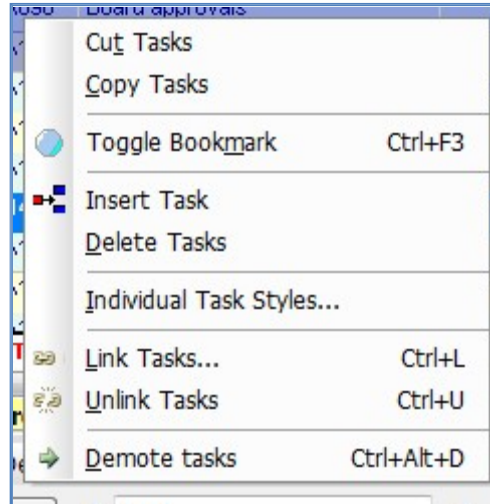 Board approvals
Cut Tasks
Copy Tasks
Toggle Bookmark Ctrl+F3
Insert Task
Delete Tasks
Individual Task Styles...
Link Tasks... Ctrl+L
Unlink Tasks Ctrl+U
Demote tasks Ctrl+Alt+D